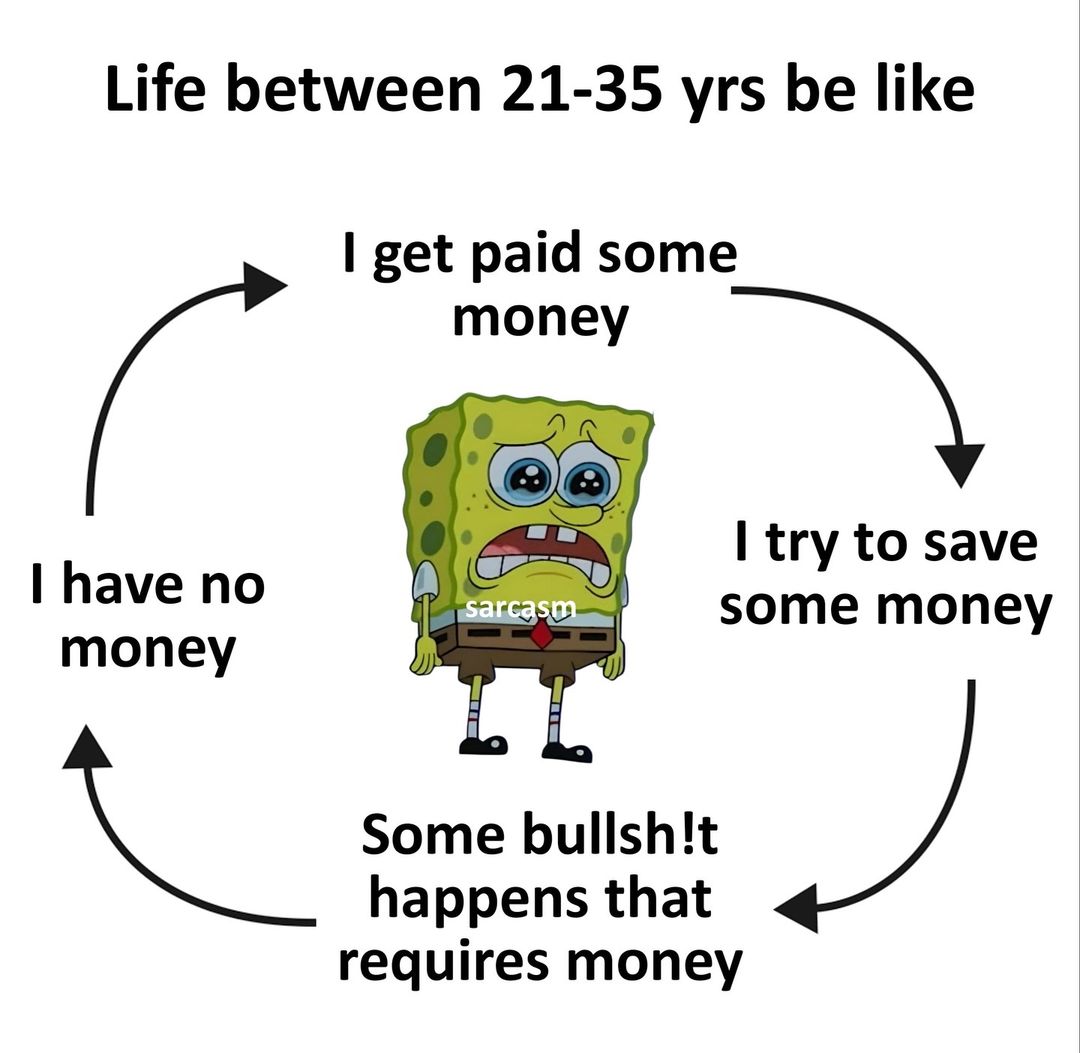 Life between 21-35 yrs be like
I get paid some
money
I try to save
some money
Some bullsh!t
happens that
requires money
I have no
money
sarcasm